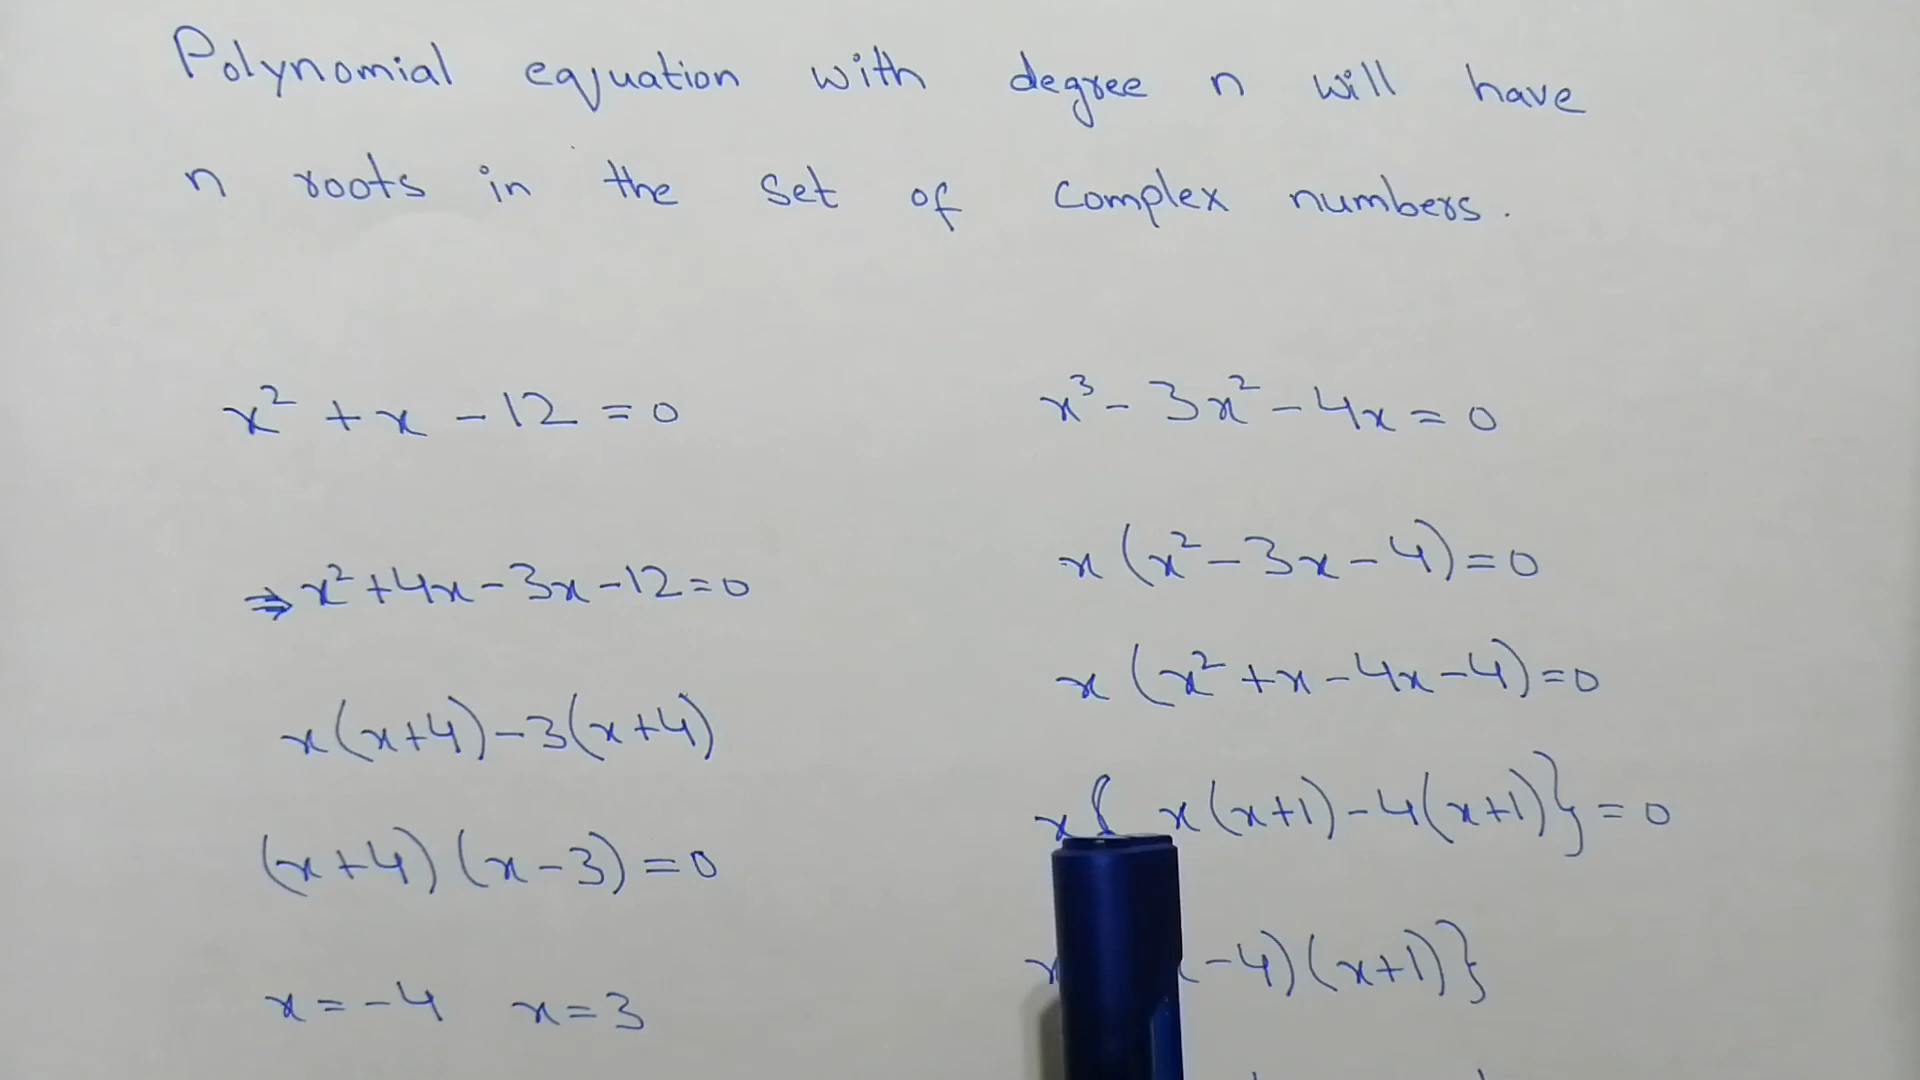 Polynomial equation with degree n will have
n roots in the set of complex numbers.
x² + x - 12 = 0
⇒ x² + 4x - 3x - 12 = 0
x(x+4) - 3(x+4)
(x+4)(x-3) = 0
x = -4 x = 3
x³ - 3x² - 4x = 0
x(x² - 3x - 4) = 0
x(x² + x - 4x - 4) = 0
x{ x(x+1) - 4(x+1)} = 0
-4)(x+1)}